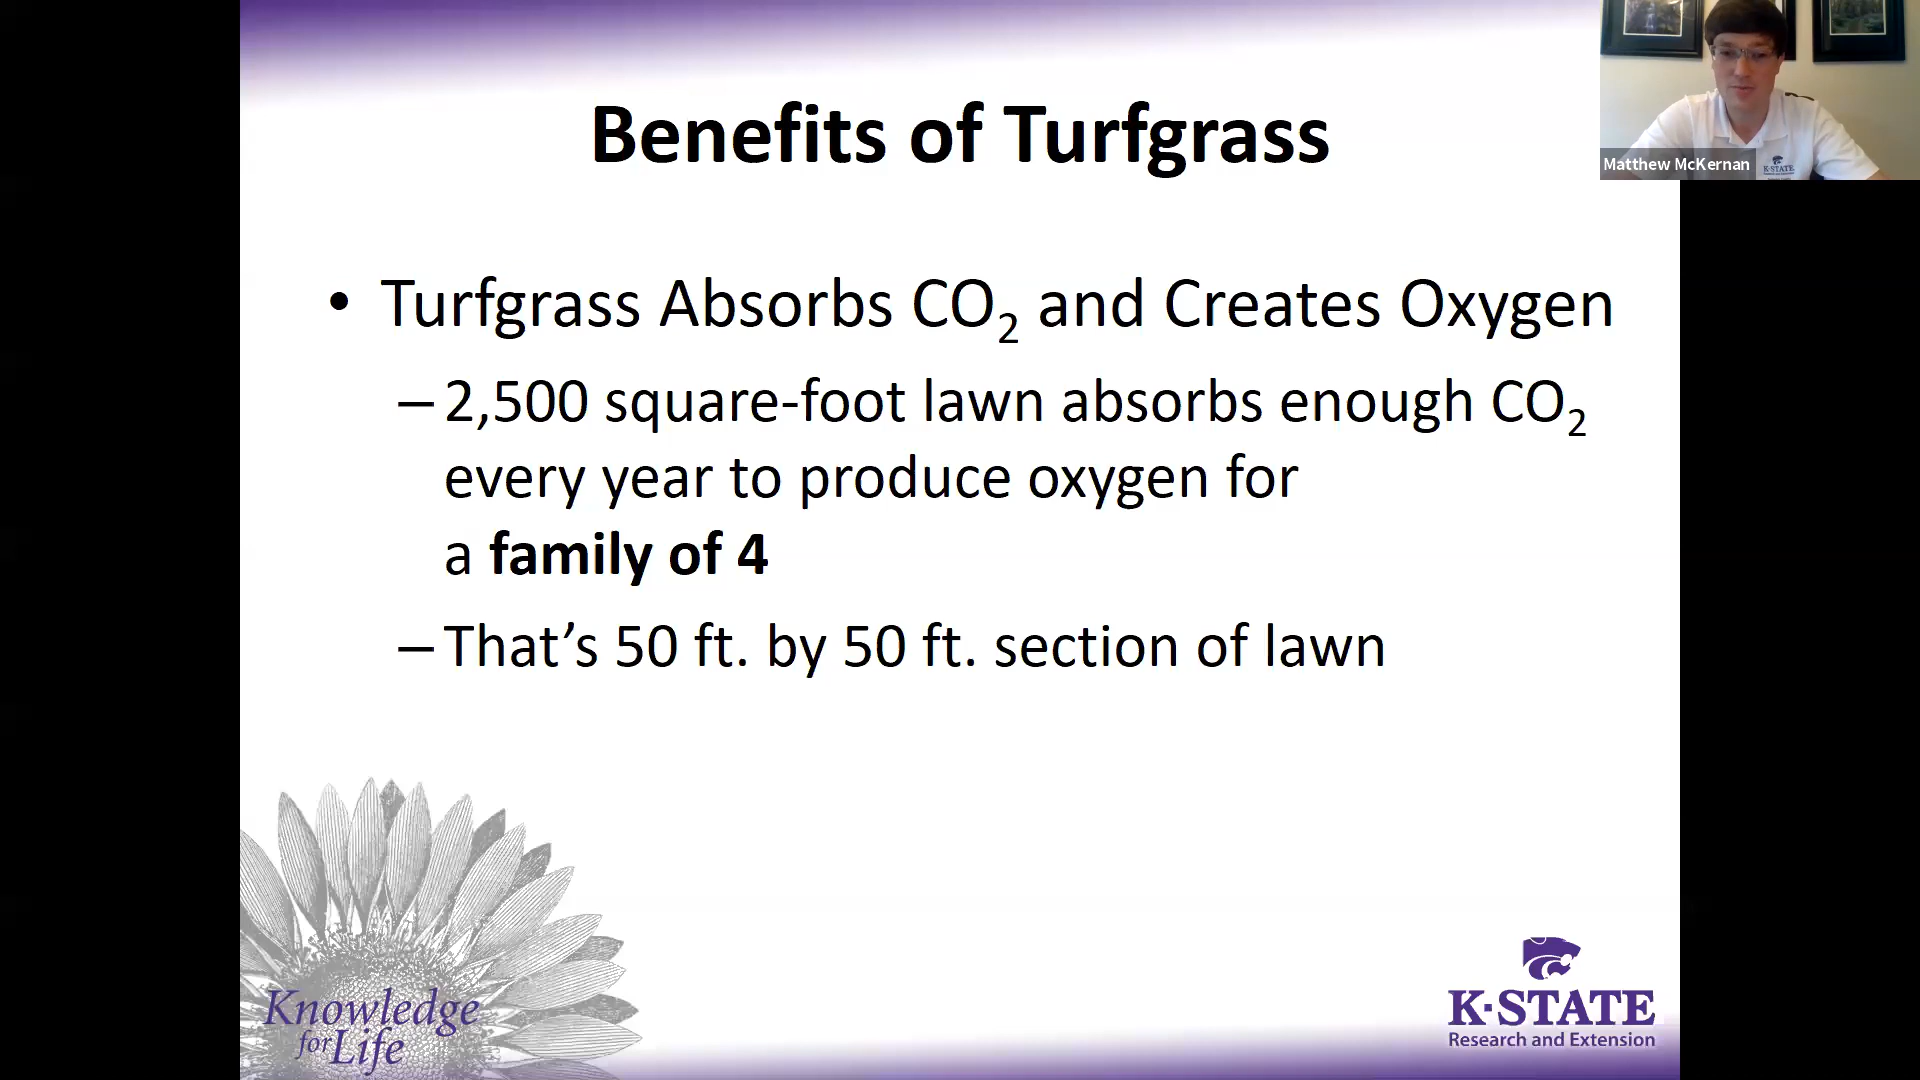 Benefits of Turfgrass
Matthew McKernan
K-STATE
• Turfgrass Absorbs CO₂ and Creates Oxygen
– 2,500 square-foot lawn absorbs enough CO₂
every year to produce oxygen for
a family of 4
– That’s 50 ft. by 50 ft. section of lawn
Knowledge
for Life
K·STATE
Research and Extension